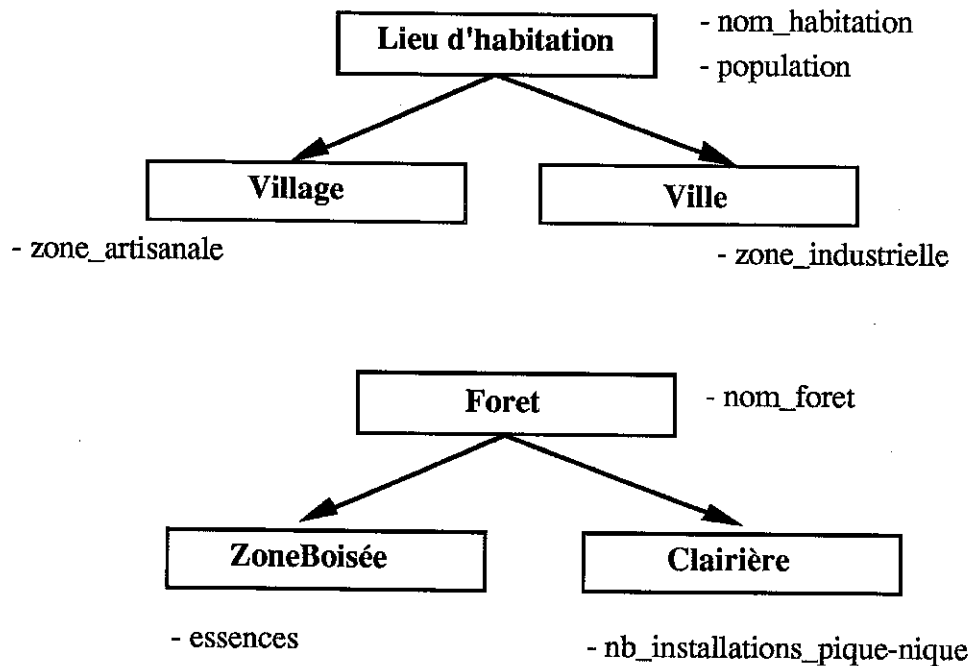 Lieu d'habitation
- nom_habitation
- population
Village
Ville
- zone_artisanale
- zone_industrielle
Foret
- nom_foret
ZoneBoisée
Clairière
- essences
- nb_installations_pique-nique